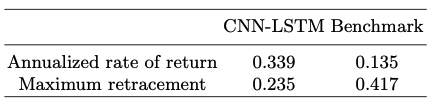 CNN-LSTM Benchmark
Annualized rate of return 0.339 0.135
Maximum retracement 0.235 0.417